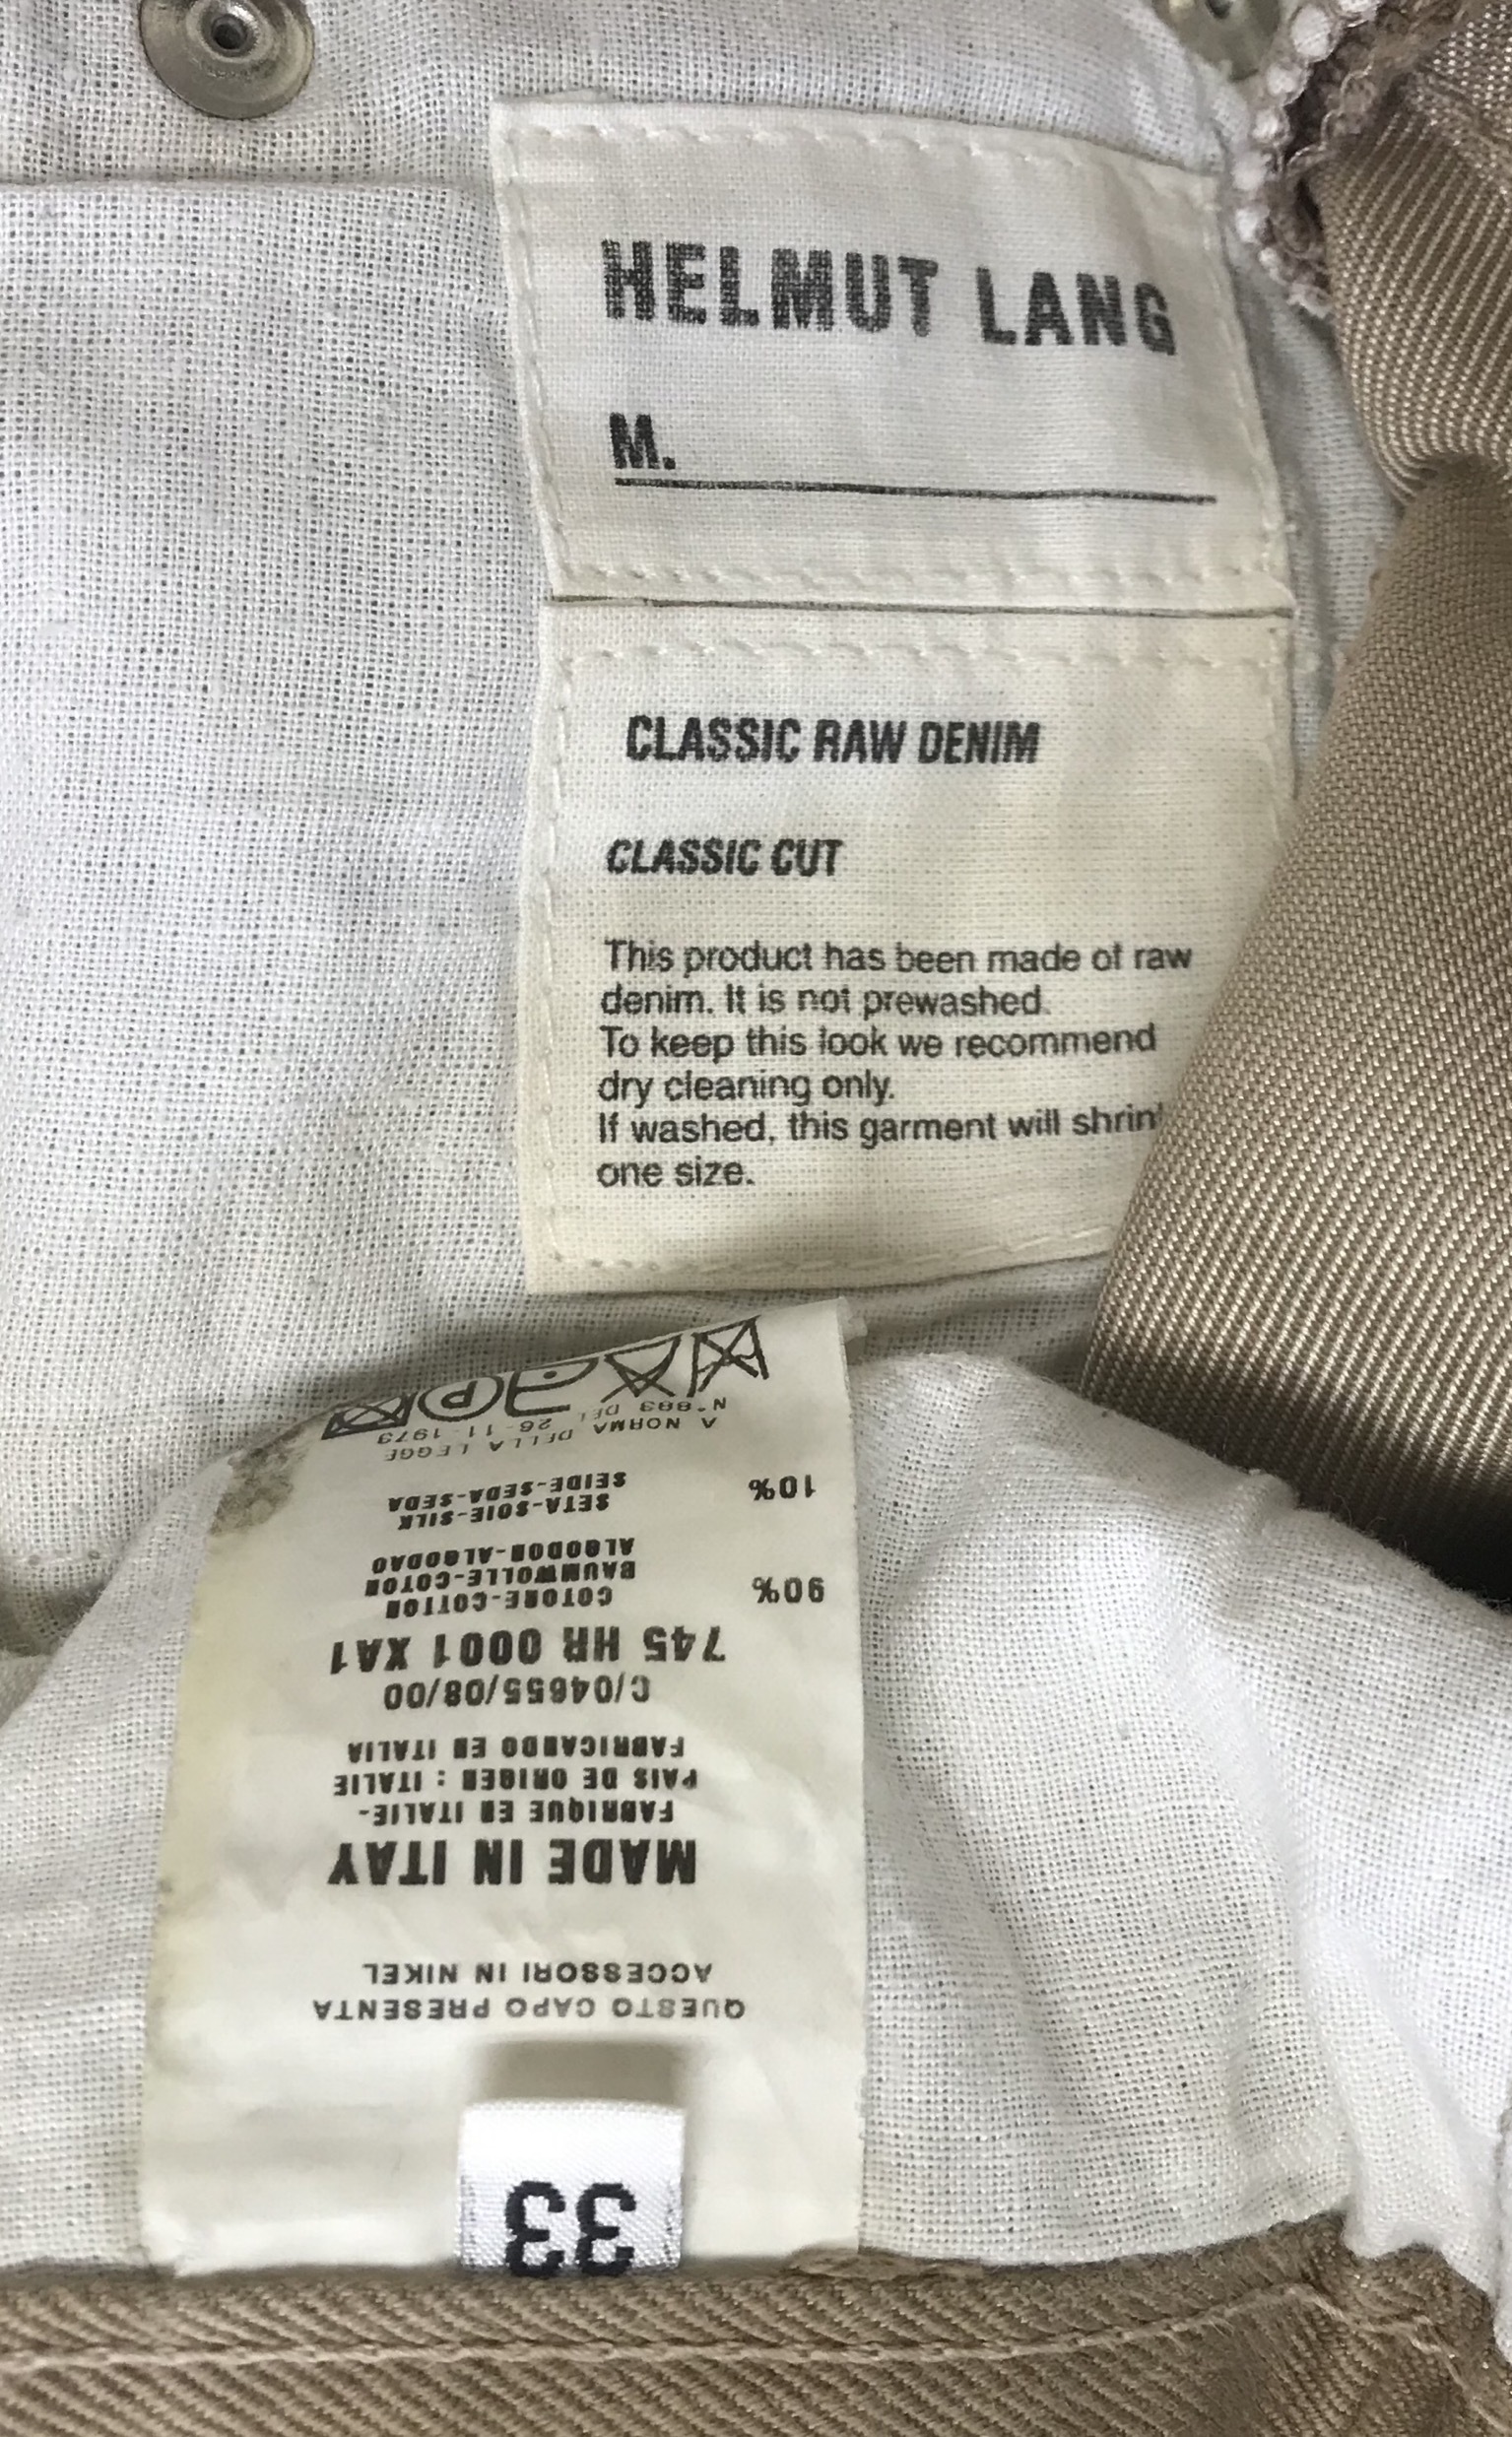 HELMUT LANG
M.
CLASSIC RAW DENIM
CLASSIC CUT
This product has been made of raw
denim. It is not prewashed.
To keep this look we recommend
dry cleaning only.
If washed, this garment will shrink
one size.
33
QUESTO CAPO PRESENTA
ACCESSORI IN NIKEL
MADE IN ITAY
FABRIQUE EN ITALIE-
PAIS DE ORIGEN : ITALIE
FABRICANDO EN ITALIA
C/04655/08/00
745 HR 0001 XA1
90% COTONE-COTTON
BAUMWOLLE-COTON
ALGODON-ALGODAO
10% SETA-SOIE-SILK
SEIDE-SEDA-SEDA
A NORMA DELLA LEGGE
N°883 DEL 26-11-1973
P